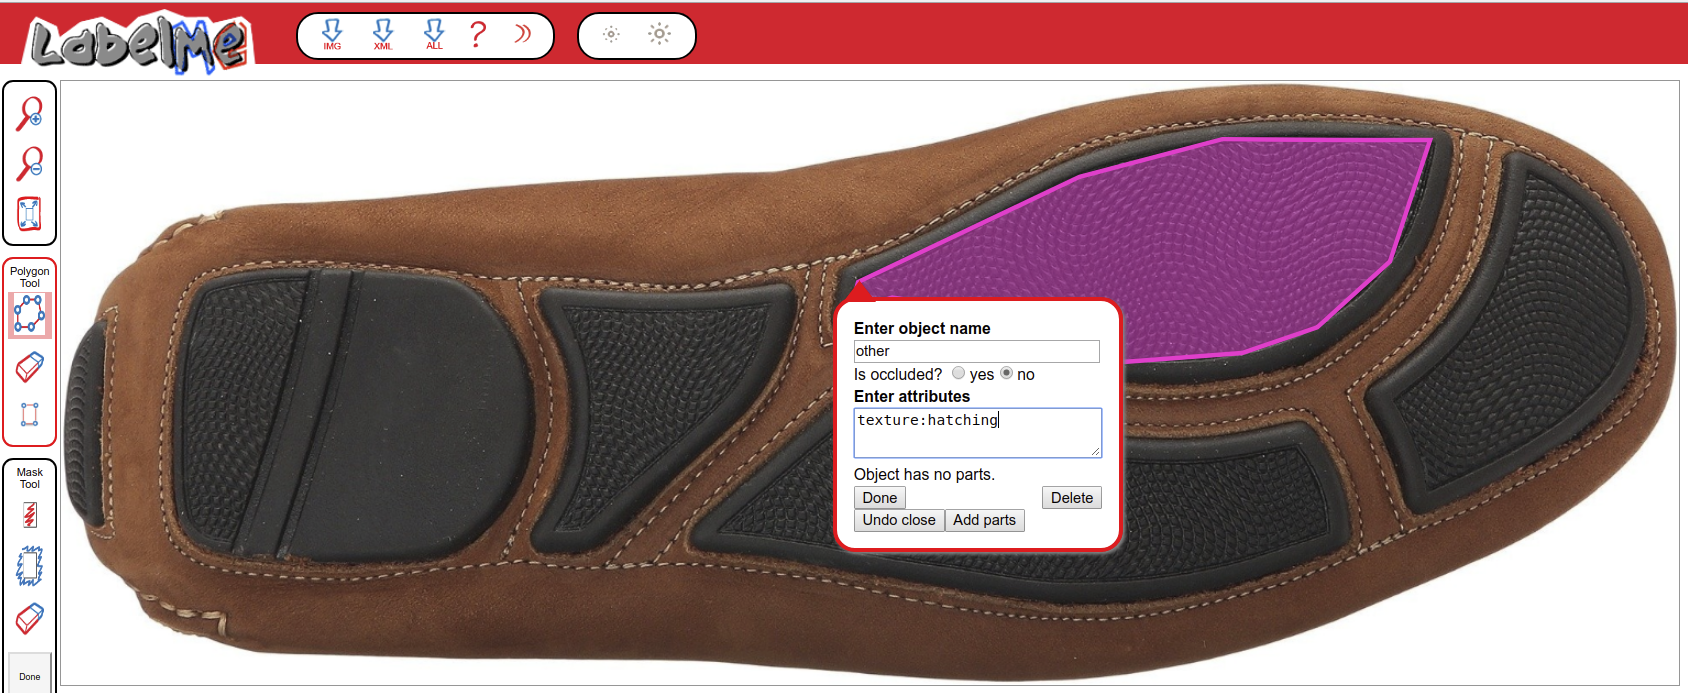 LabelMe
IMG XML ALL ?
Polygon
Tool
Mask
Tool
Done
Enter object name
other
Is occluded? yes no
Enter attributes
texture:hatching
Object has no parts.
Done Delete
Undo close Add parts